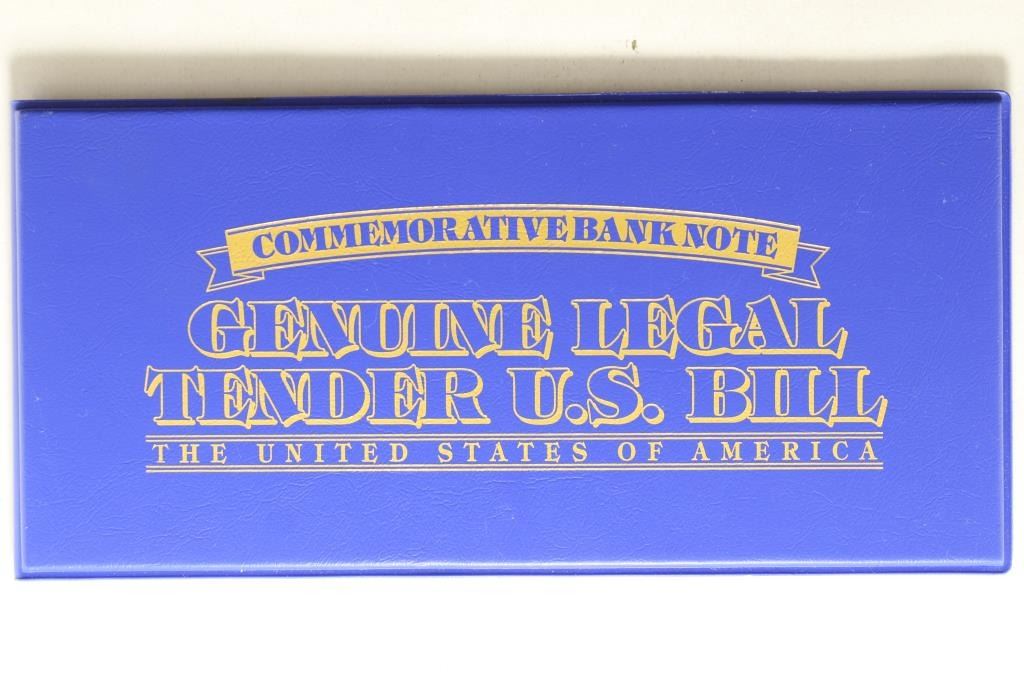 COMMEMORATIVE BANK NOTE
GENUINE LEGAL
TENDER U.S. BILL
THE UNITED STATES OF AMERICA